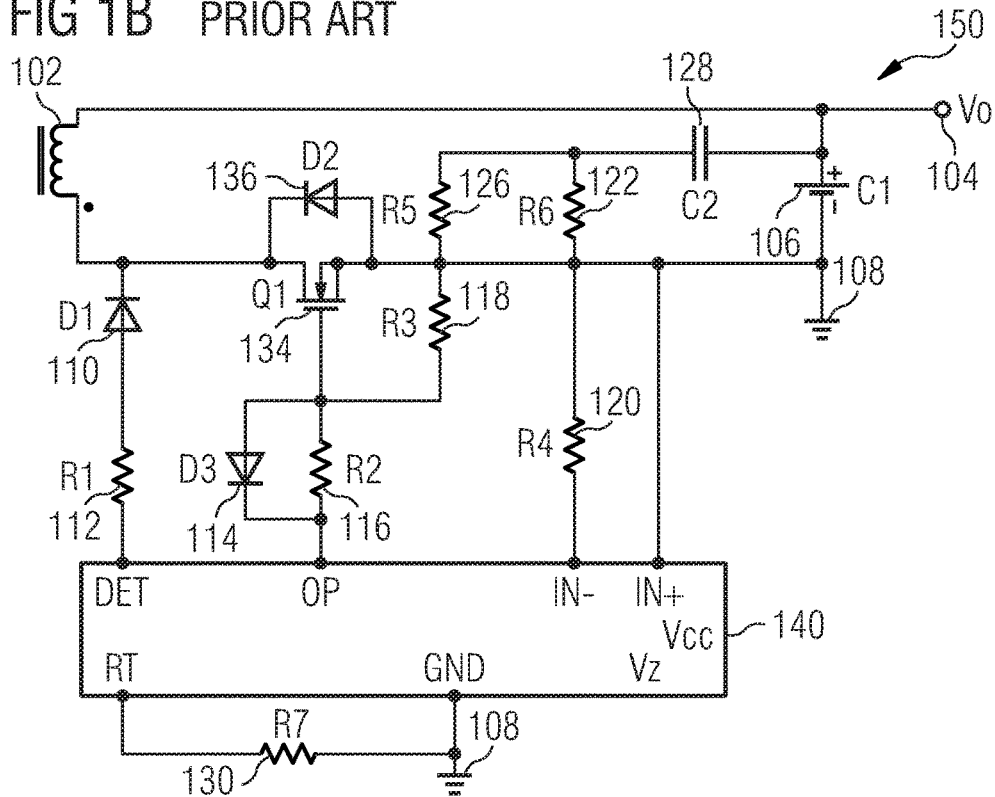 FIG 1B PRIOR ART
150
102
128
Vo
104
D2
136
R5
126
R6
122
C2
+
C1
106
108
Q1
134
R3
118
D1
110
R4
120
R1
112
D3
114
R2
116
DET
OP
IN-
IN+
Vcc
140
RT
GND
Vz
R7
130
108